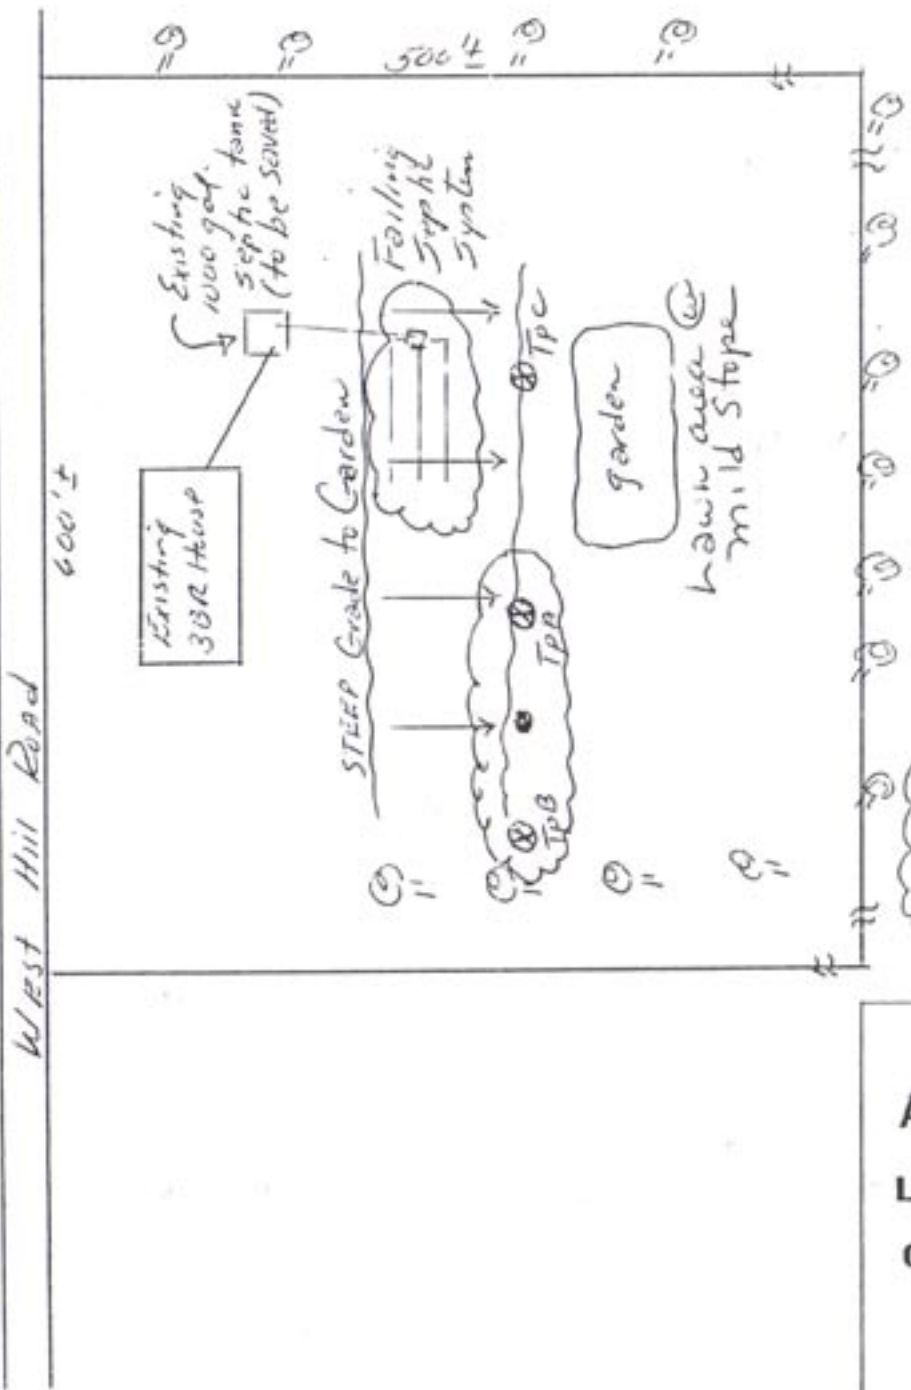 West Hill Road
600'±
500'±
Existing
3BR House
Existing
1000 gal.
septic tank
(to be saved)
Failing
Septic
System
STEEP Grade to Garden
TPC
TPA
TPB
garden
Lawn area
mild Slope
A
L